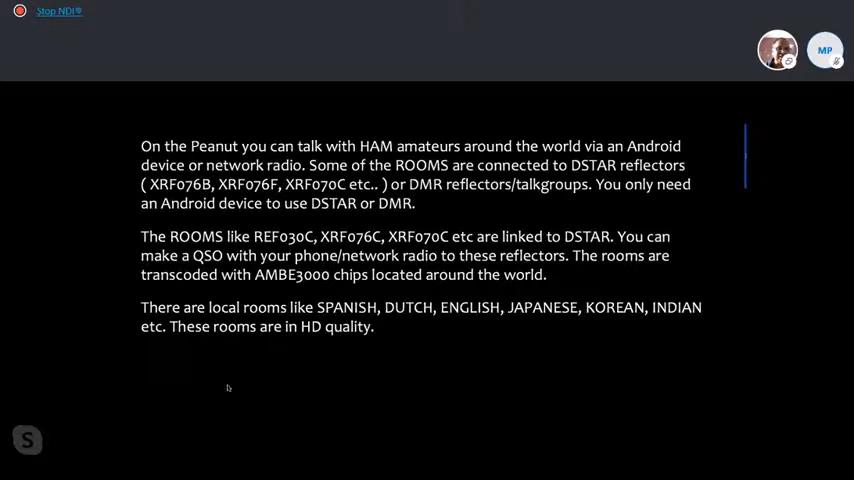 Stop NDI®
MP
On the Peanut you can talk with HAM amateurs around the world via an Android
device or network radio. Some of the ROOMS are connected to DSTAR reflectors
( XRF076B, XRF076F, XRF070C etc.. ) or DMR reflectors/talkgroups. You only need
an Android device to use DSTAR or DMR.
The ROOMS like REF030C, XRF076C, XRF070C etc are linked to DSTAR. You can
make a QSO with your phone/network radio to these reflectors. The rooms are
transcoded with AMBE3000 chips located around the world.
There are local rooms like SPANISH, DUTCH, ENGLISH, JAPANESE, KOREAN, INDIAN
etc. These rooms are in HD quality.
S